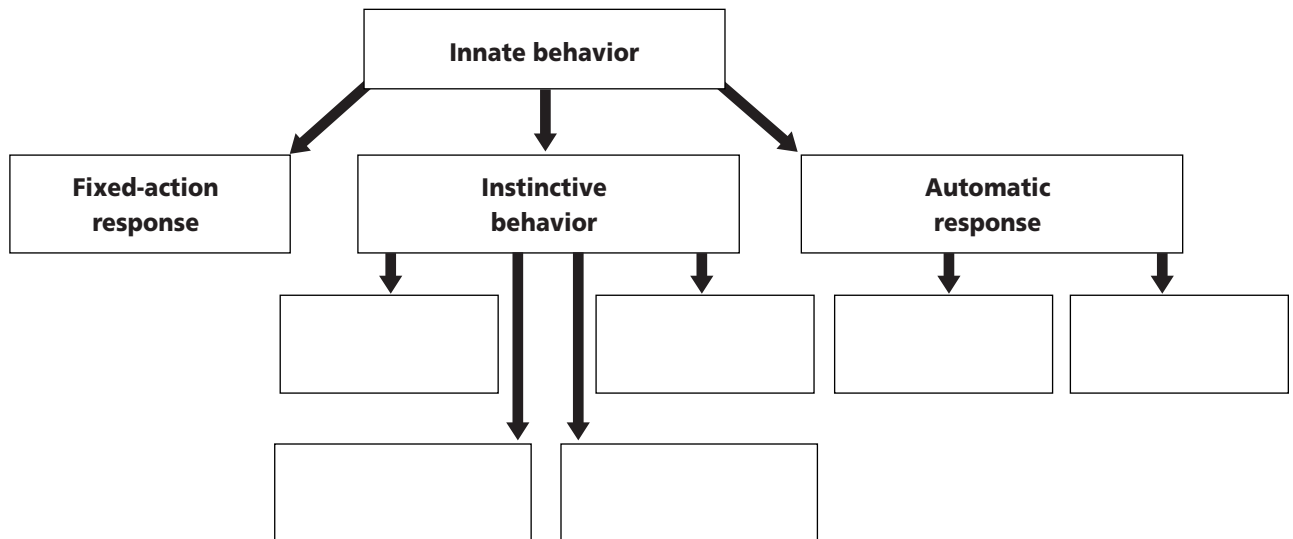 Innate behavior
Fixed-action
response
Instinctive
behavior
Automatic
response